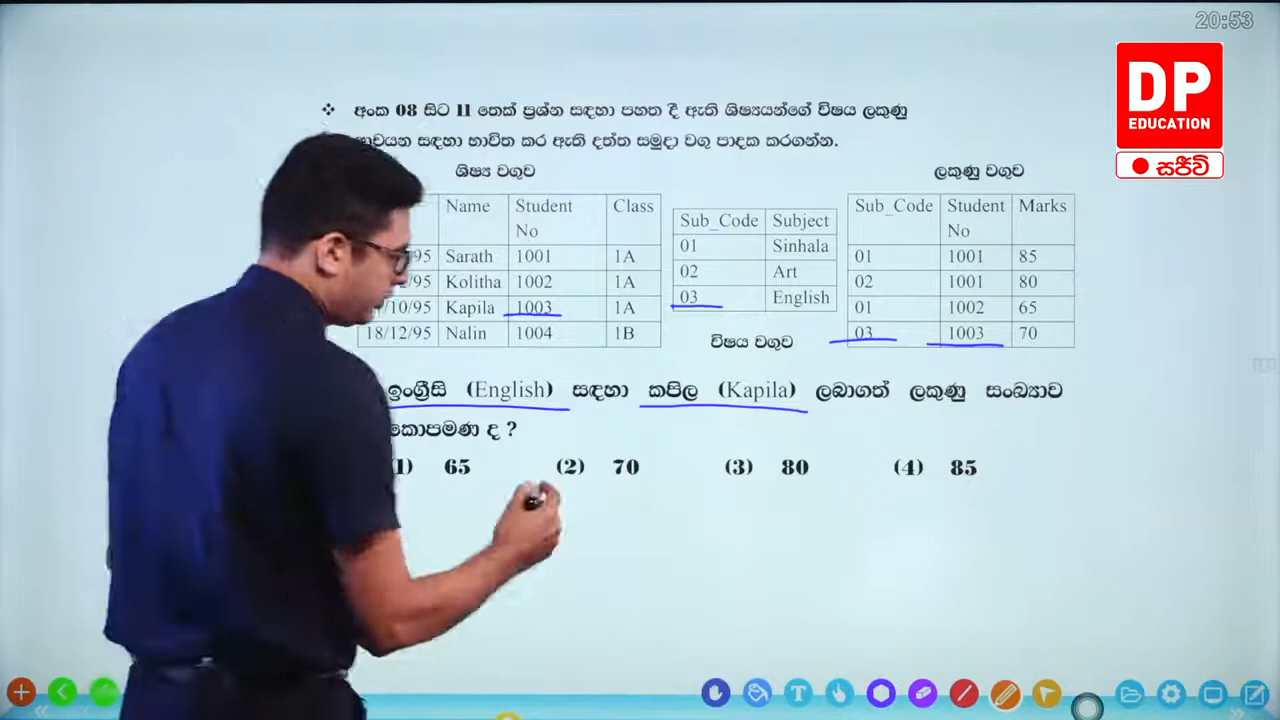 20:53
DP
EDUCATION
සජීවී
❖ අංක 08 සිට 11 තෙක් ප්‍රශ්න සඳහා පහත දී ඇති ශිෂ්‍යයන්ගේ විෂය ලකුණු
සඳහා භාවිත කර ඇති දත්ත සමුදා වගු පාදක කරගන්න.
ශිෂ්‍ය වගුව
Name Student No Class
95 Sarath 1001 1A
/95 Kolitha 1002 1A
/10/95 Kapila 1003 1A
18/12/95 Nalin 1004 1B
Sub_Code Subject
01 Sinhala
02 Art
03 English
විෂය වගුව
ලකුණු වගුව
Sub_Code Student No Marks
01 1001 85
02 1001 80
01 1002 65
03 1003 70
ඉංග්‍රීසි (English) සඳහා කපිල (Kapila) ලබාගත් ලකුණු සංඛ්‍යාව
කොපමණ ද ?
(1) 65 (2) 70 (3) 80 (4) 85